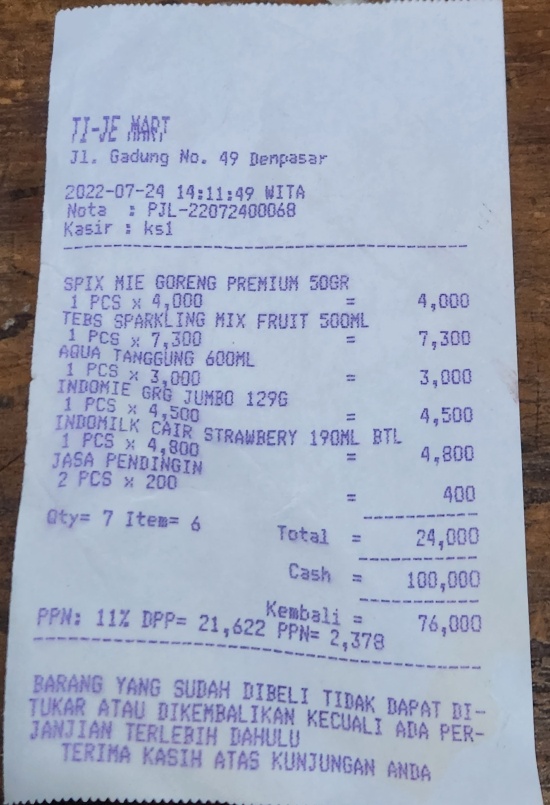 TI-JE MART
Jl. Gadung No. 49 Denpasar
2022-07-24 14:11:49 WITA
Nota : PJL-22072400068
Kasir : ks1
SPIX MIE GORENG PREMIUM 50GR
1 PCS x 4,000 = 4,000
TEBS SPARKLING MIX FRUIT 500ML
1 PCS x 7,300 = 7,300
AQUA TANGGUNG 600ML
1 PCS x 3,000 = 3,000
INDOMIE GRG JUMBO 129G
1 PCS x 4,500 = 4,500
INDOMILK CAIR STRAWBERY 190ML BTL
1 PCS x 4,800 = 4,800
JASA PENDINGIN
2 PCS x 200 = 400
Qty= 7 Item= 6
Total = 24,000
Cash = 100,000
Kembali = 76,000
PPN: 11% DPP= 21,622 PPN= 2,378
BARANG YANG SUDAH DIBELI TIDAK DAPAT DI-
TUKAR ATAU DIKEMBALIKAN KECUALI ADA PER-
JANJIAN TERLEBIH DAHULU
TERIMA KASIH ATAS KUNJUNGAN ANDA